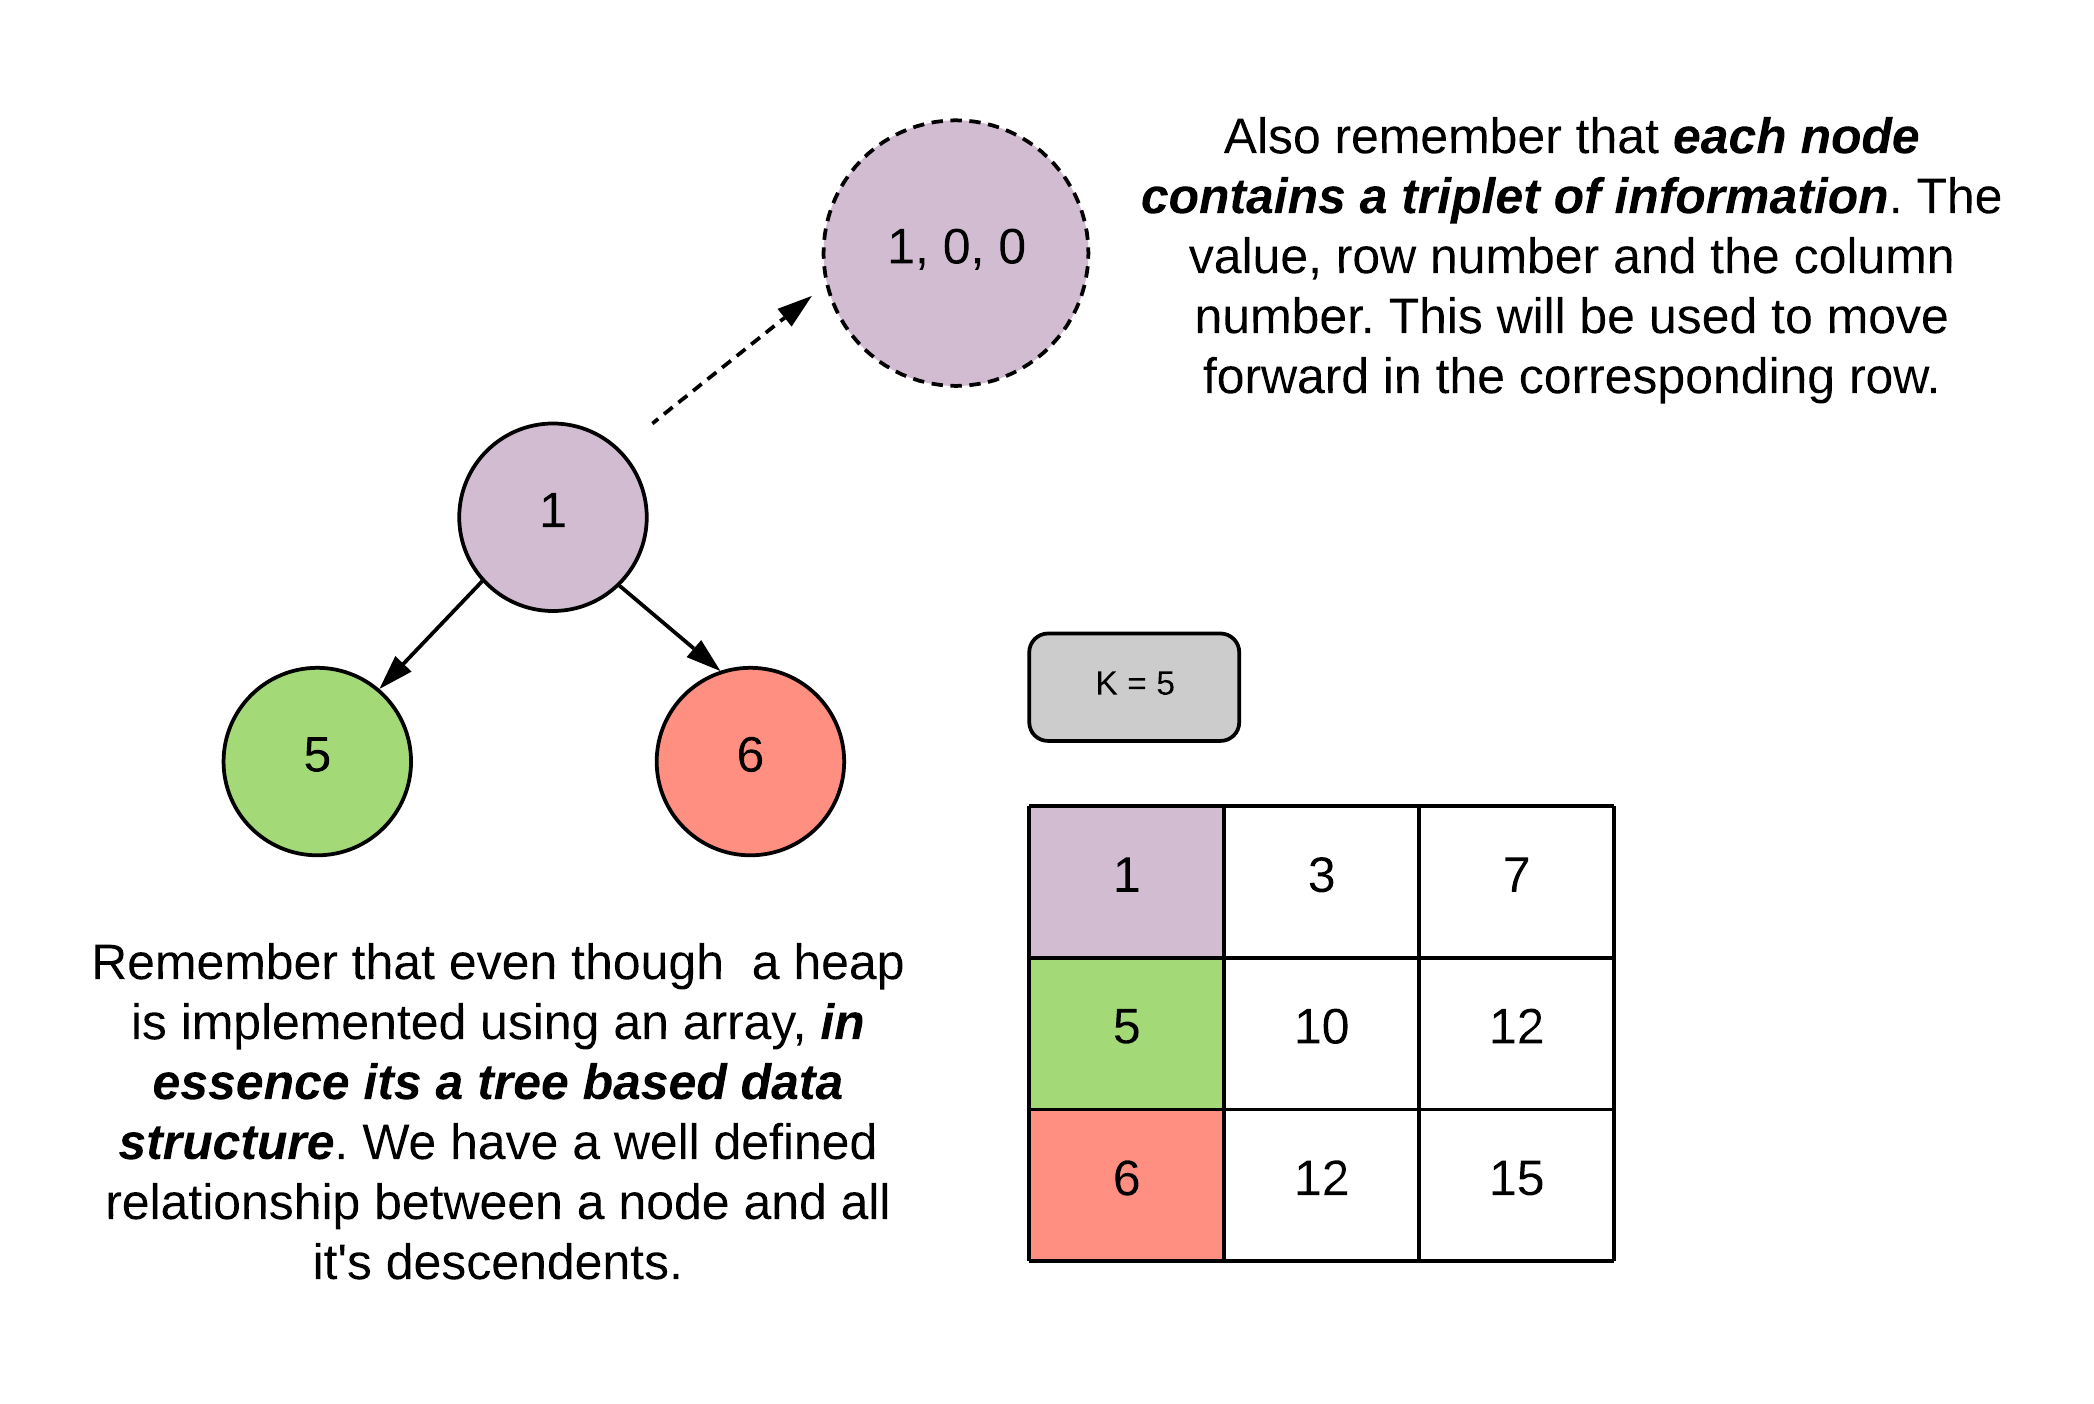 Also remember that each node
contains a triplet of information. The
value, row number and the column
number. This will be used to move
forward in the corresponding row.
1, 0, 0
1
5
6
Remember that even though  a heap
is implemented using an array, in
essence its a tree based data
structure. We have a well defined
relationship between a node and all
it's descendents.
K = 5
1 3 7
5 10 12
6 12 15